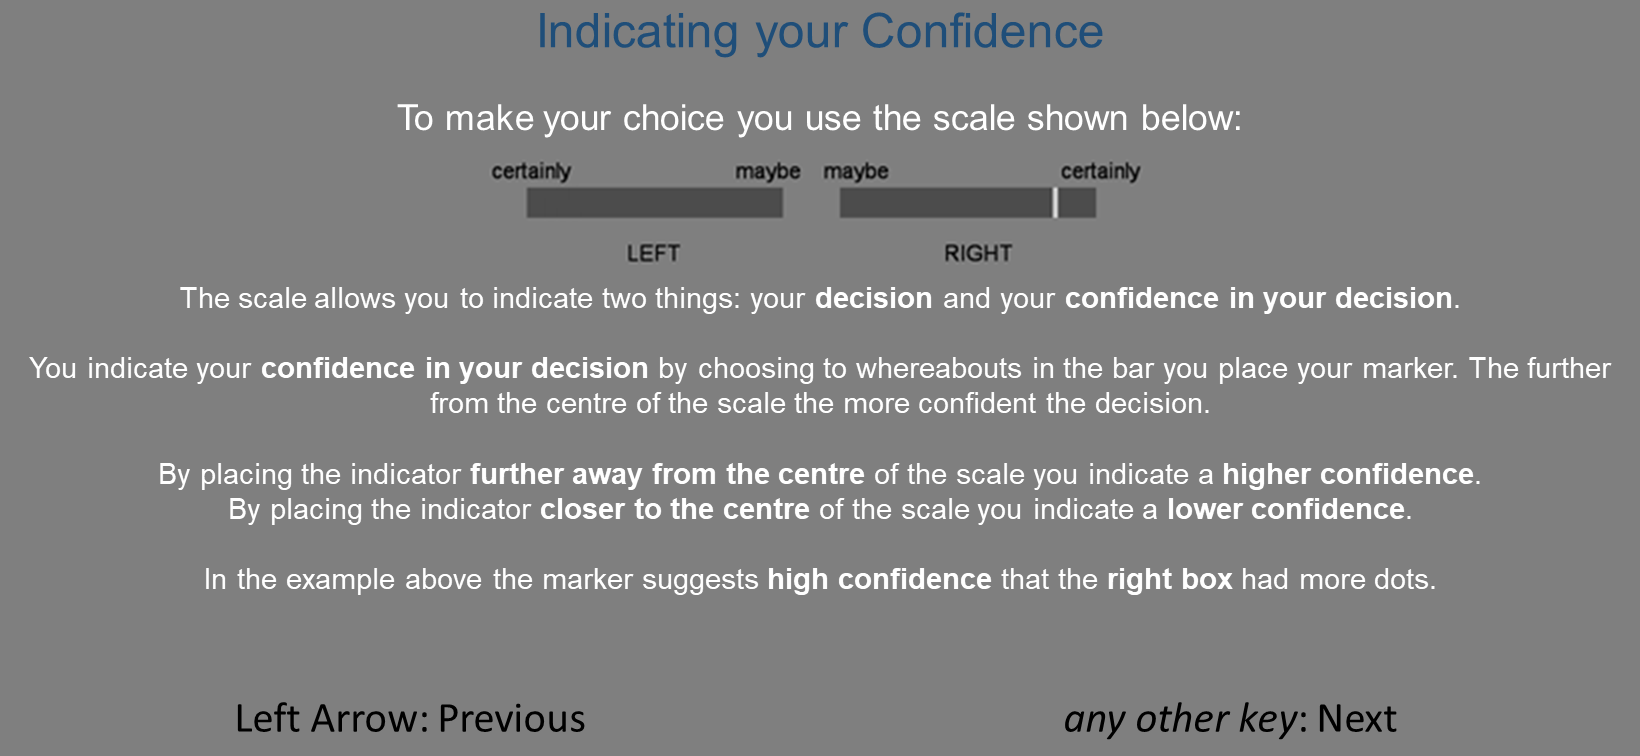 Indicating your Confidence
To make your choice you use the scale shown below:
certainly maybe maybe certainly
LEFT RIGHT
The scale allows you to indicate two things: your decision and your confidence in your decision.
You indicate your confidence in your decision by choosing to whereabouts in the bar you place your marker. The further
from the centre of the scale the more confident the decision.
By placing the indicator further away from the centre of the scale you indicate a higher confidence.
By placing the indicator closer to the centre of the scale you indicate a lower confidence.
In the example above the marker suggests high confidence that the right box had more dots.
Left Arrow: Previous any other key: Next